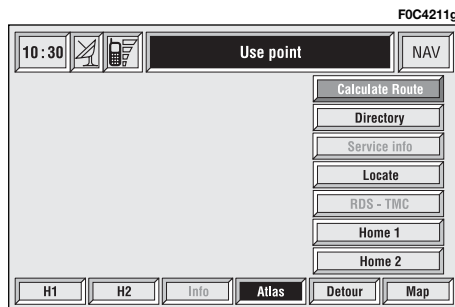 F0C4211g
10:30 Use point NAV
Calculate Route
Directory
Service info
Locate
RDS - TMC
Home 1
Home 2
H1 H2 Info Atlas Detour Map